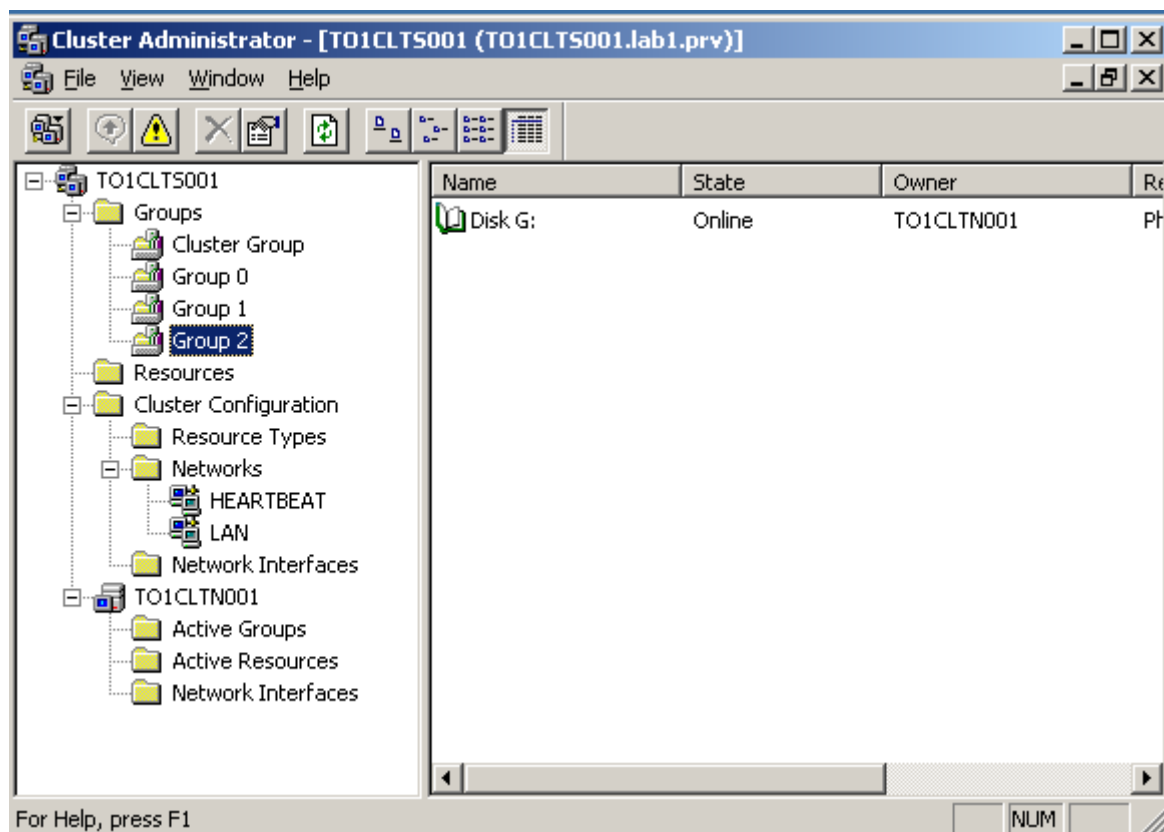 Cluster Administrator - [TO1CLTS001 (TO1CLTS001.lab1.prv)]
File View Window Help
TO1CLTS001
Groups
Cluster Group
Group 0
Group 1
Group 2
Resources
Cluster Configuration
Resource Types
Networks
HEARTBEAT
LAN
Network Interfaces
TO1CLTN001
Active Groups
Active Resources
Network Interfaces
Name State Owner Re
Disk G: Online TO1CLTN001 Ph
For Help, press F1 NUM